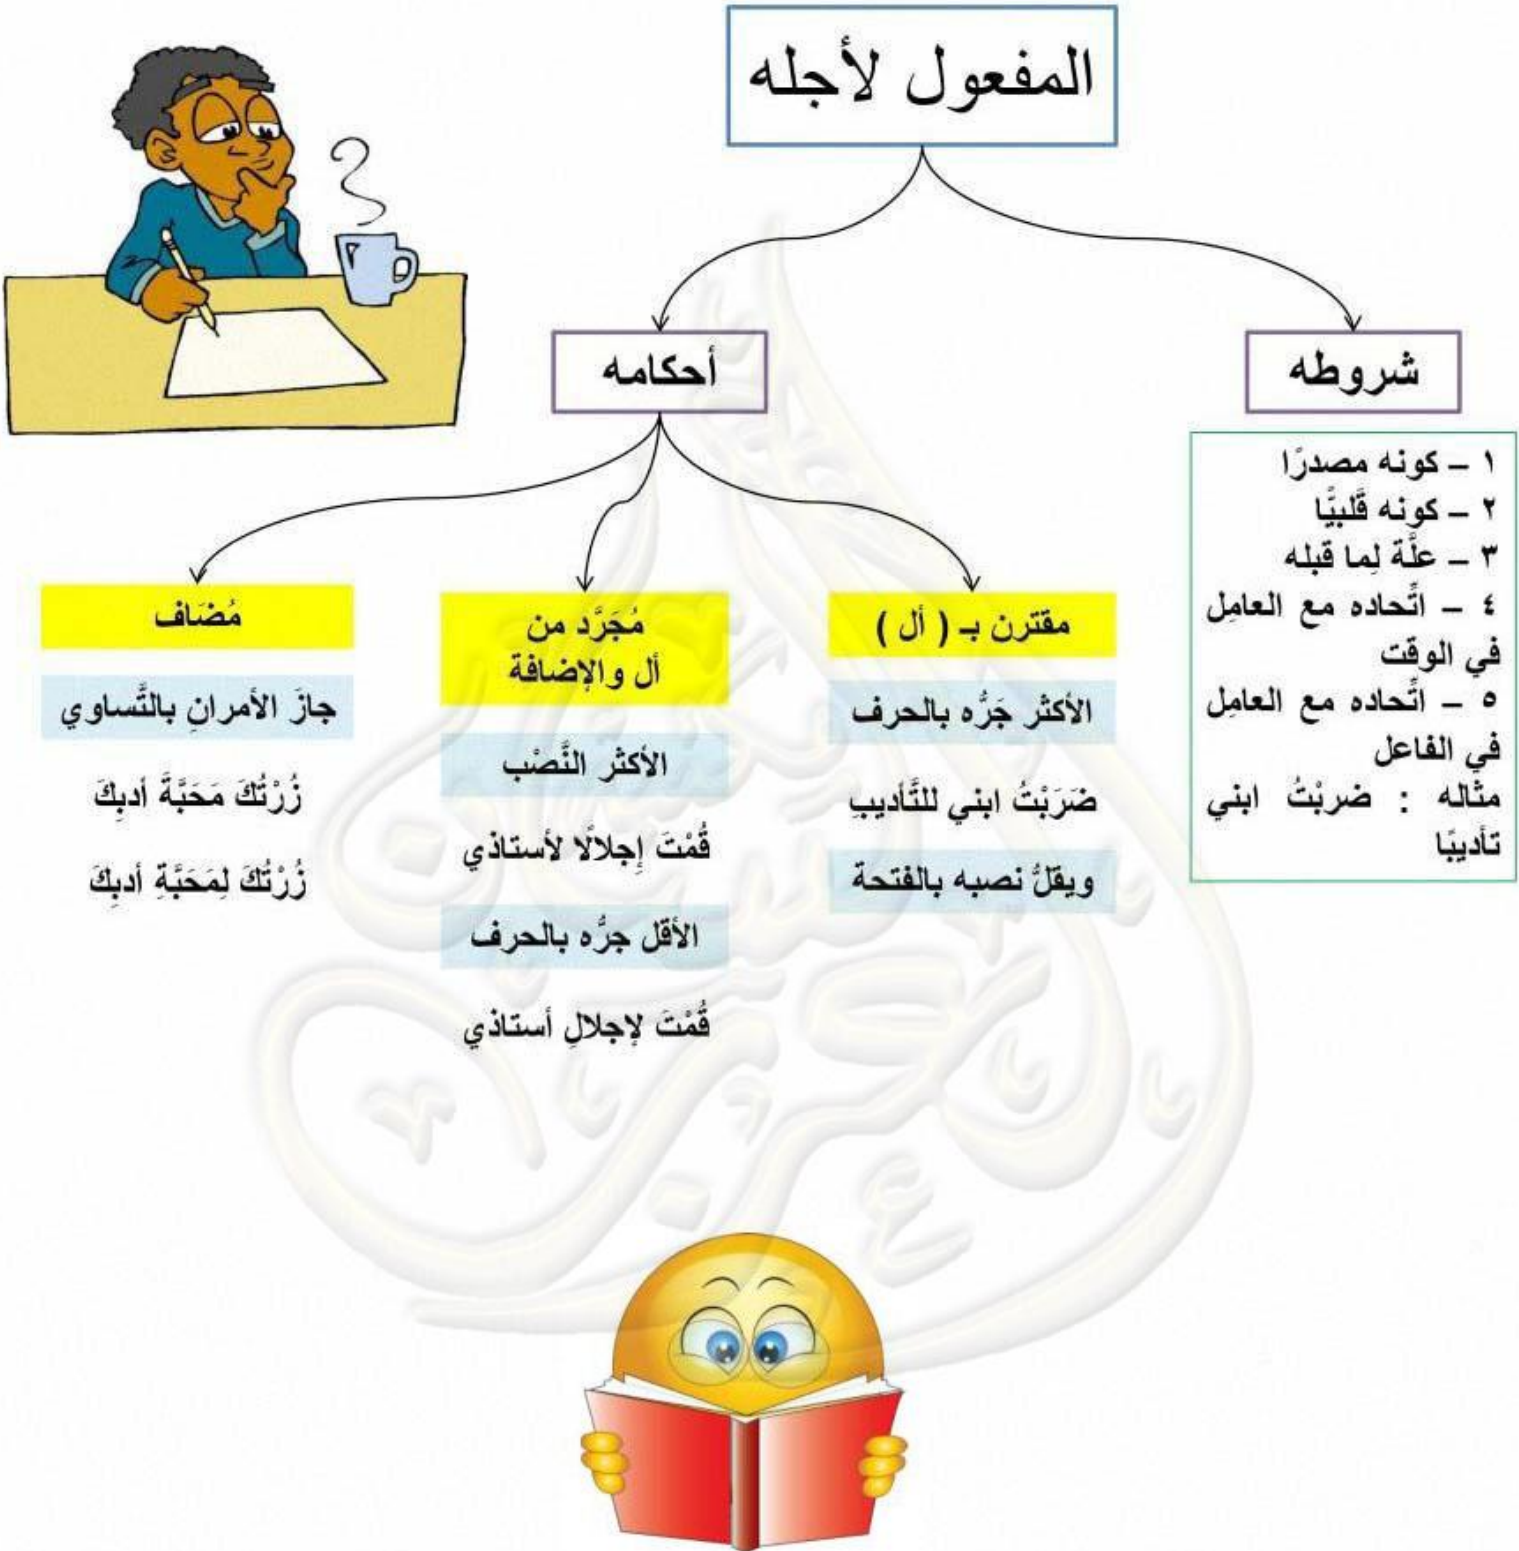 المفعول لأجله
شروطه
١ – كونه مصدرًا
٢ – كونه قَلبيًّا
٣ – علَّة لِما قبله
٤ – اتِّحاده مع العامِل
في الوقت
٥ – اتِّحاده مع العامِل
في الفاعل
مثاله : ضربْتُ ابني
تأديبًا
أحكامه
مقترن بـ ( أل )
الأكثر جَرُّه بالحرف
ضَرَبْتُ ابني للتَّأديبِ
ويقلُّ نصبه بالفتحة
مُجَرَّد من
أل والإضافة
الأكثر النَّصْب
قُمْتَ إجلالًا لأستاذي
الأقل جرُّه بالحرف
قُمْتَ لإجلالِ أستاذي
مُضَاف
جازَ الأمرانِ بالتَّساوي
زُرْتُكَ مَحَبَّةَ أدبِكَ
زُرْتُكَ لِمَحَبَّةِ أدبِكَ